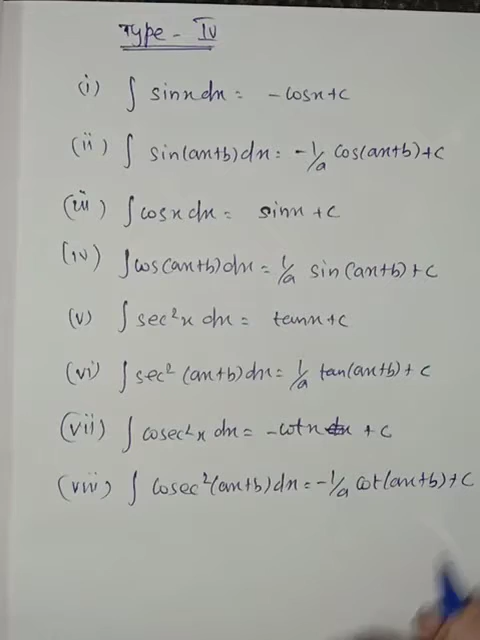 Type - IV
(i) ∫ sinx dx = - cosx + c
(ii) ∫ sin(ax+b) dx = - 1/a cos(ax+b) + c
(iii) ∫ cosx dx = sinx + c
(iv) ∫ cos(ax+b) dx = 1/a sin(ax+b) + c
(v) ∫ sec²x dx = tanx + c
(vi) ∫ sec²(ax+b) dx = 1/a tan(ax+b) + c
(vii) ∫ cosec²x dx = - cotx + c
(viii) ∫ cosec²(ax+b) dx = - 1/a cot(ax+b) + c